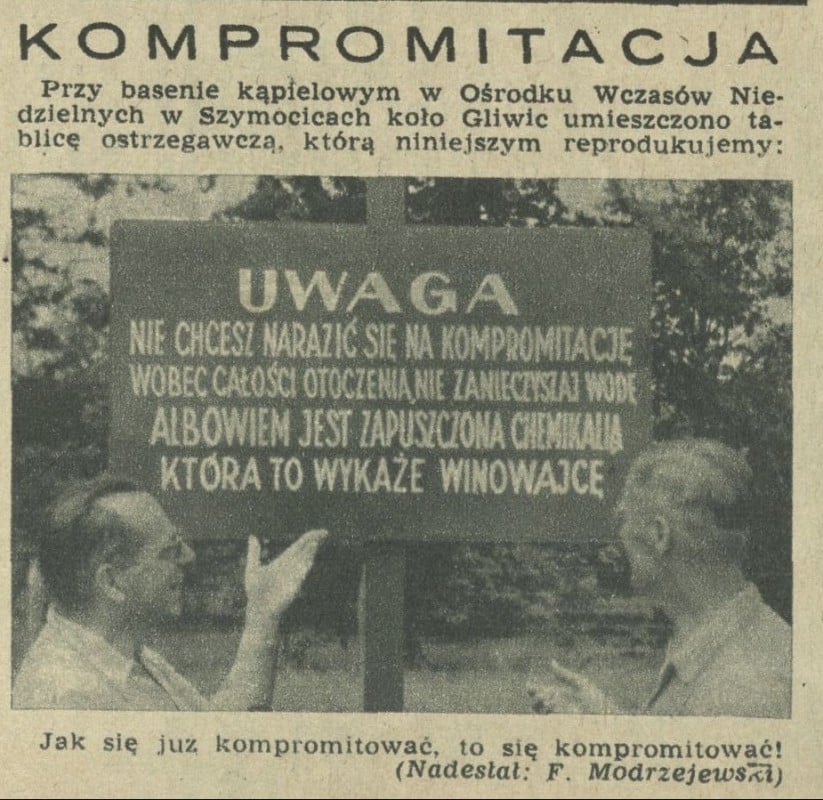 KOMPROMITACJA
Przy basenie kąpielowym w Ośrodku Wczasów Nie-
dzielnych w Szymocicach koło Gliwic umieszczono ta-
blicę ostrzegawczą, którą niniejszym reprodukujemy:
UWAGA
NIE CHCESZ NARAZIĆ SIĘ NA KOMPROMITACJĘ
WOBEC CAŁOŚCI OTOCZENIA, NIE ZANIECZYSZAJ WODĘ
ALBOWIEM JEST ZAPUSZCZONA CHEMIKALIA
KTÓRA TO WYKAŻE WINOWAJCĘ
Jak się juz kompromitować, to się kompromitować!
(Nadesłał: F. Modrzejewski)